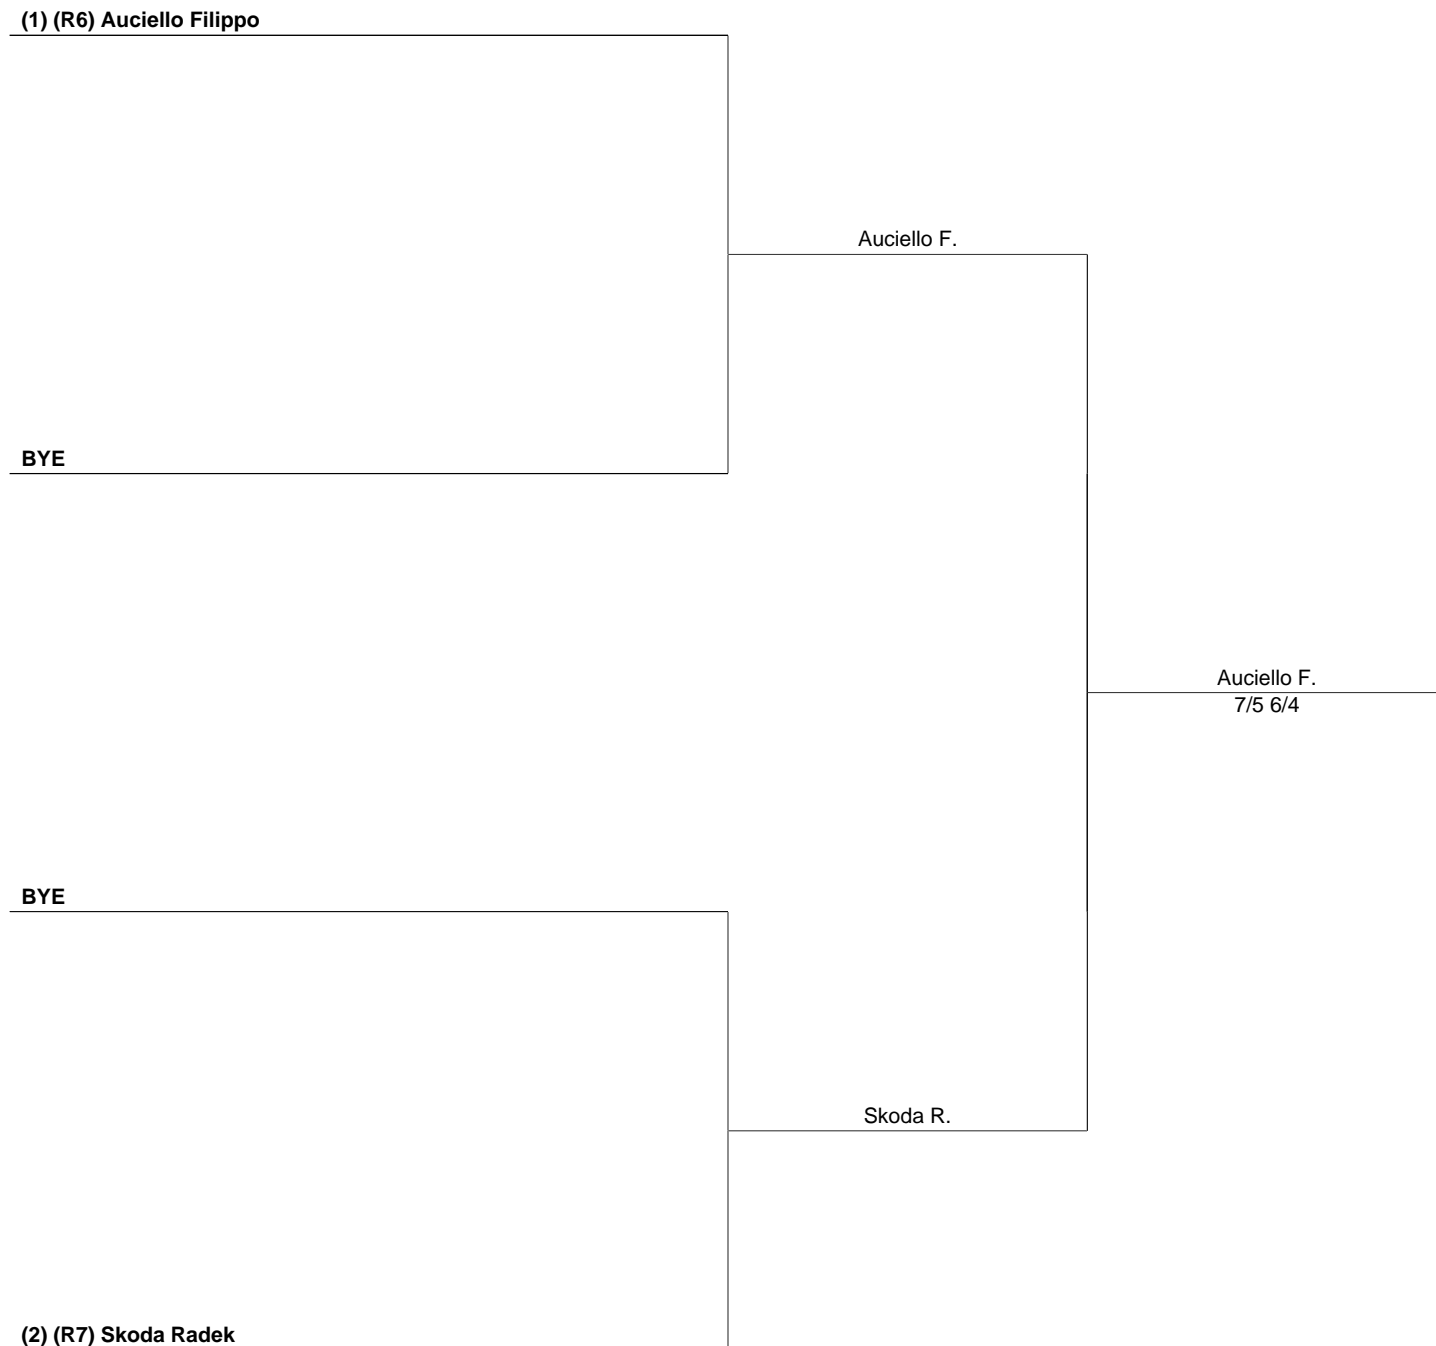 (1) (R6) Auciello Filippo
Auciello F.
BYE
Auciello F.
7/5 6/4
BYE
Skoda R.
(2) (R7) Skoda Radek